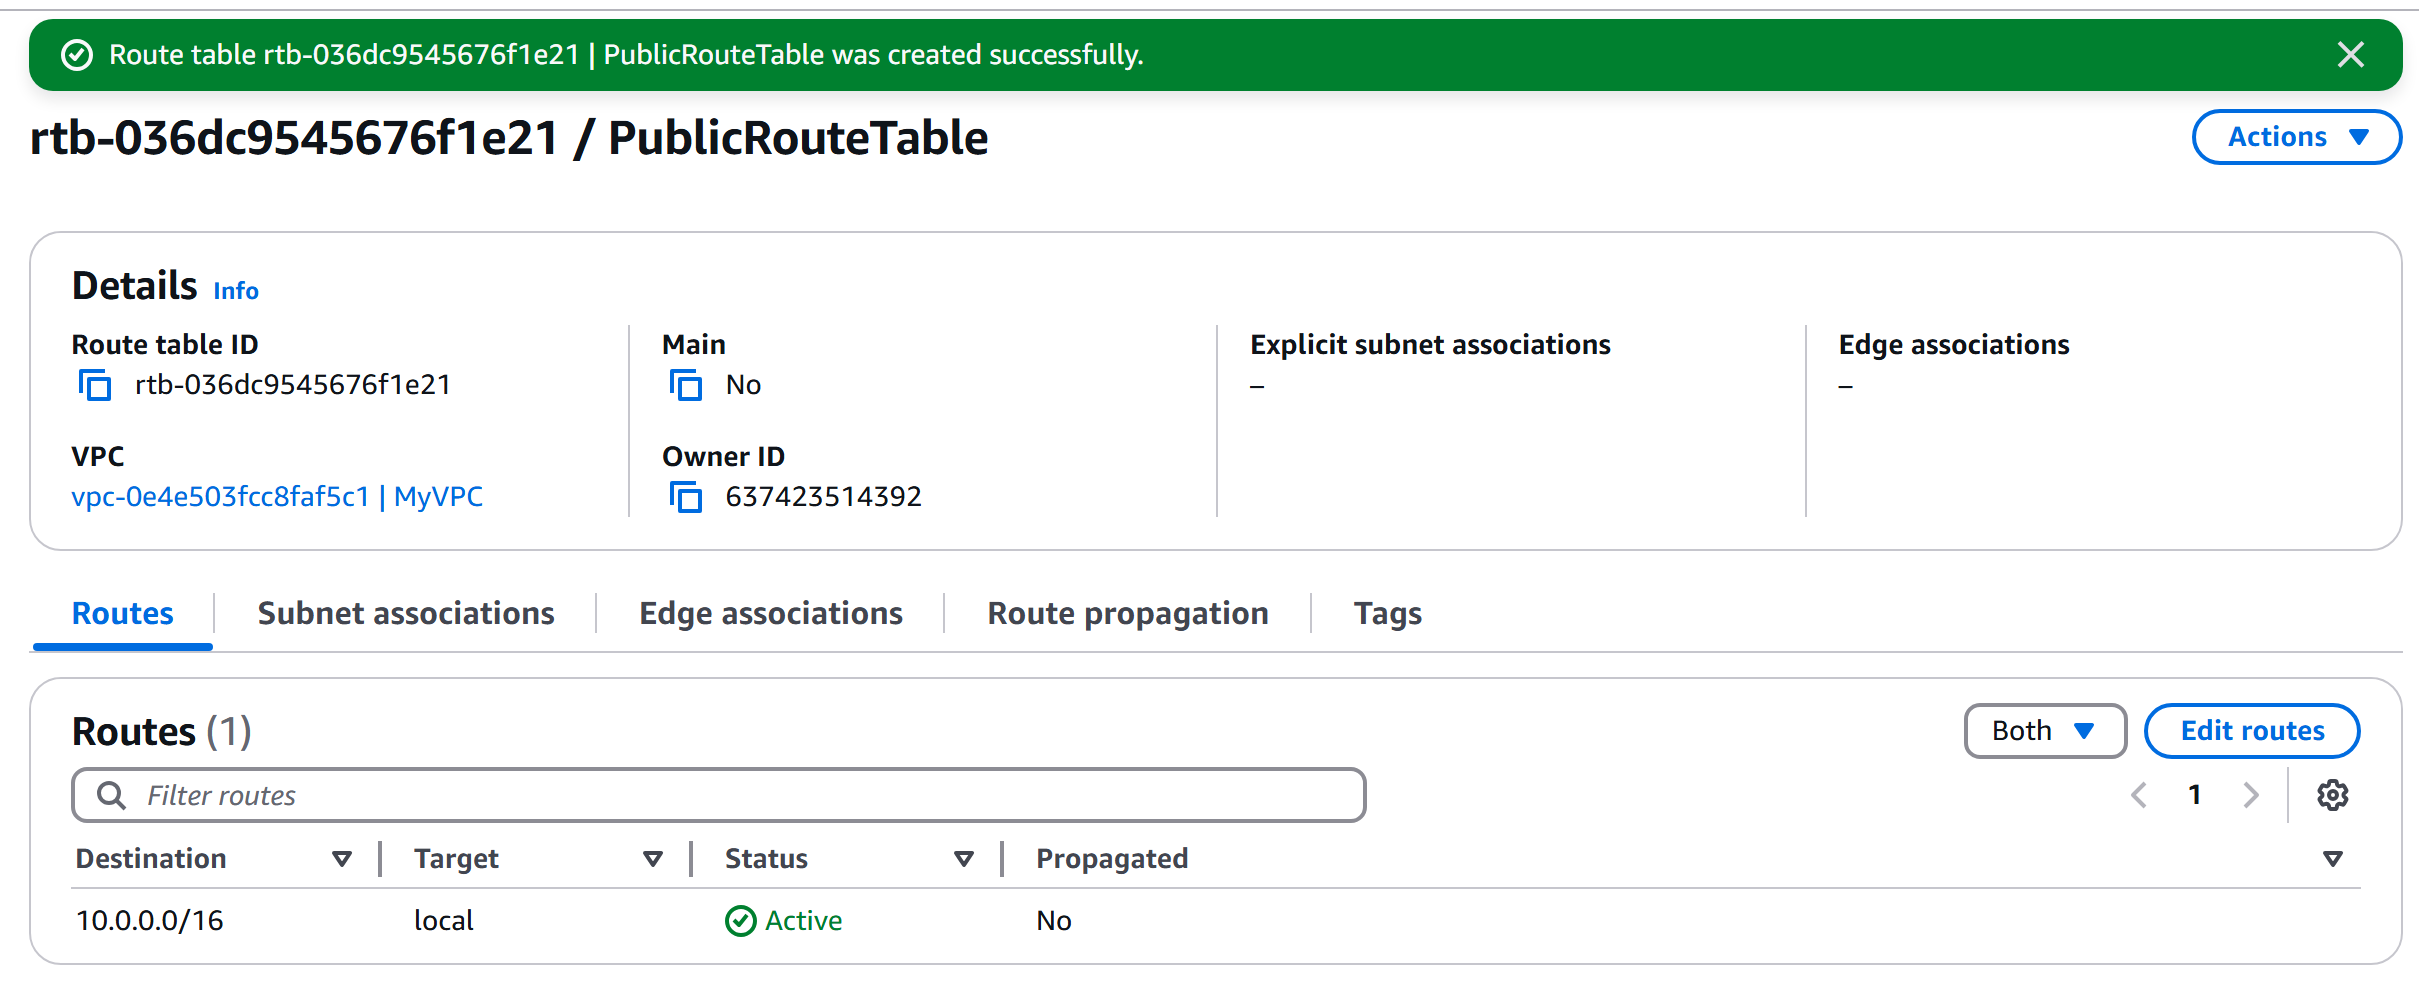 Route table rtb-036dc9545676f1e21 | PublicRouteTable was created successfully.
rtb-036dc9545676f1e21 / PublicRouteTable
Actions
Details Info
Route table ID
rtb-036dc9545676f1e21
Main
No
Explicit subnet associations
–
Edge associations
–
VPC
vpc-0e4e503fcc8faf5c1 | MyVPC
Owner ID
637423514392
Routes
Subnet associations
Edge associations
Route propagation
Tags
Routes (1)
Both
Edit routes
Filter routes
1
Destination Target Status Propagated
10.0.0.0/16 local Active No